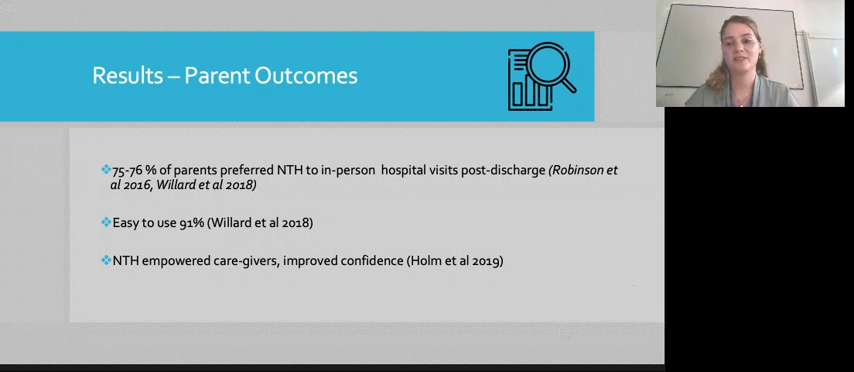 Results – Parent Outcomes
❖75-76 % of parents preferred NTH to in-person hospital visits post-discharge (Robinson et
al 2016, Willard et al 2018)
❖Easy to use 91% (Willard et al 2018)
❖NTH empowered care-givers, improved confidence (Holm et al 2019)